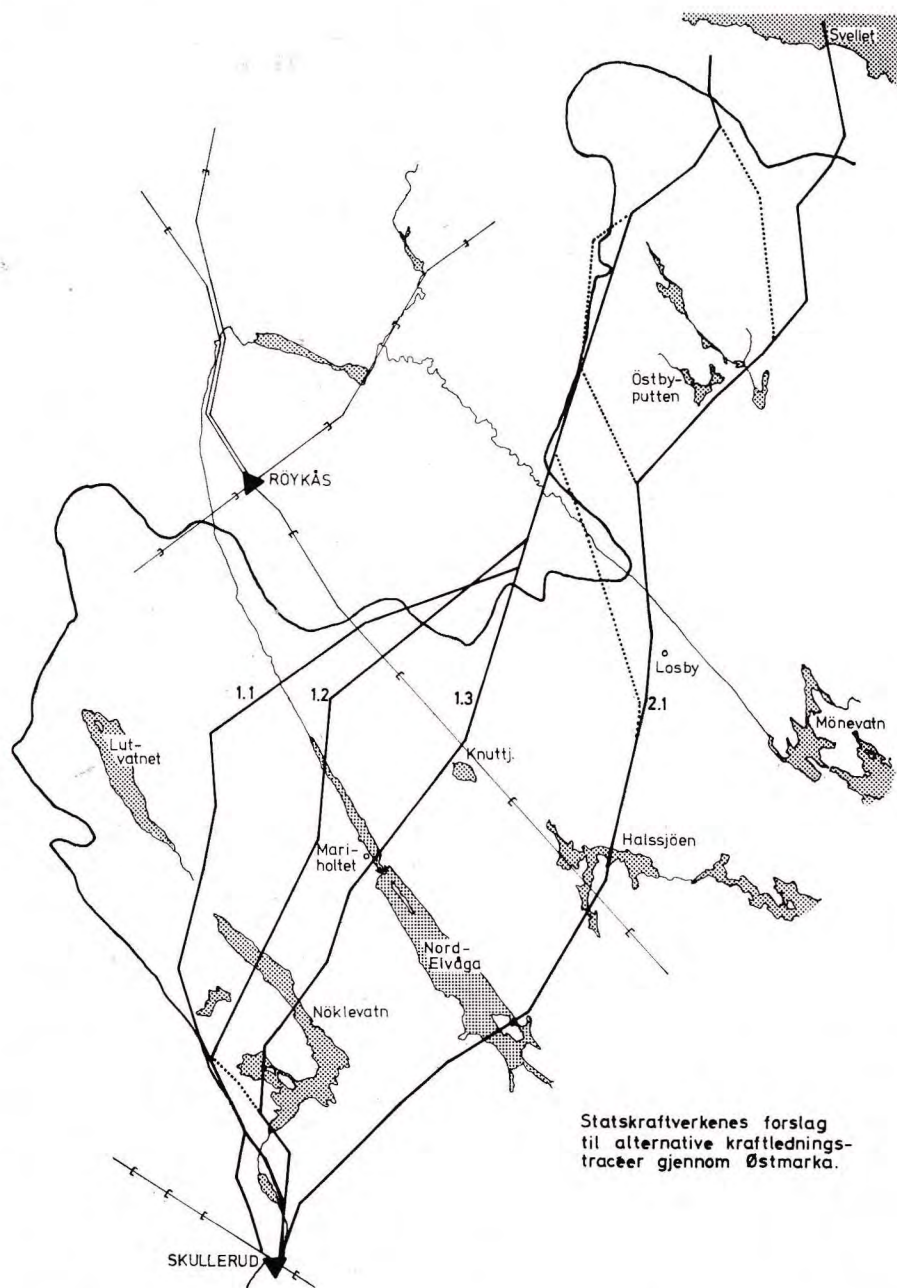 Svellet
Östby-
putten
RÖYKÅS
Losby
1.1
1.2
1.3
2.1
Mönevatn
Lut-
vatnet
Knuttj.
Mari-
holtet
Halssjöen
Nord-
Elvåga
Nöklevatn
Statskraftverkenes forslag
til alternative kraftlednings-
traceer gjennom Østmarka.
SKULLERUD